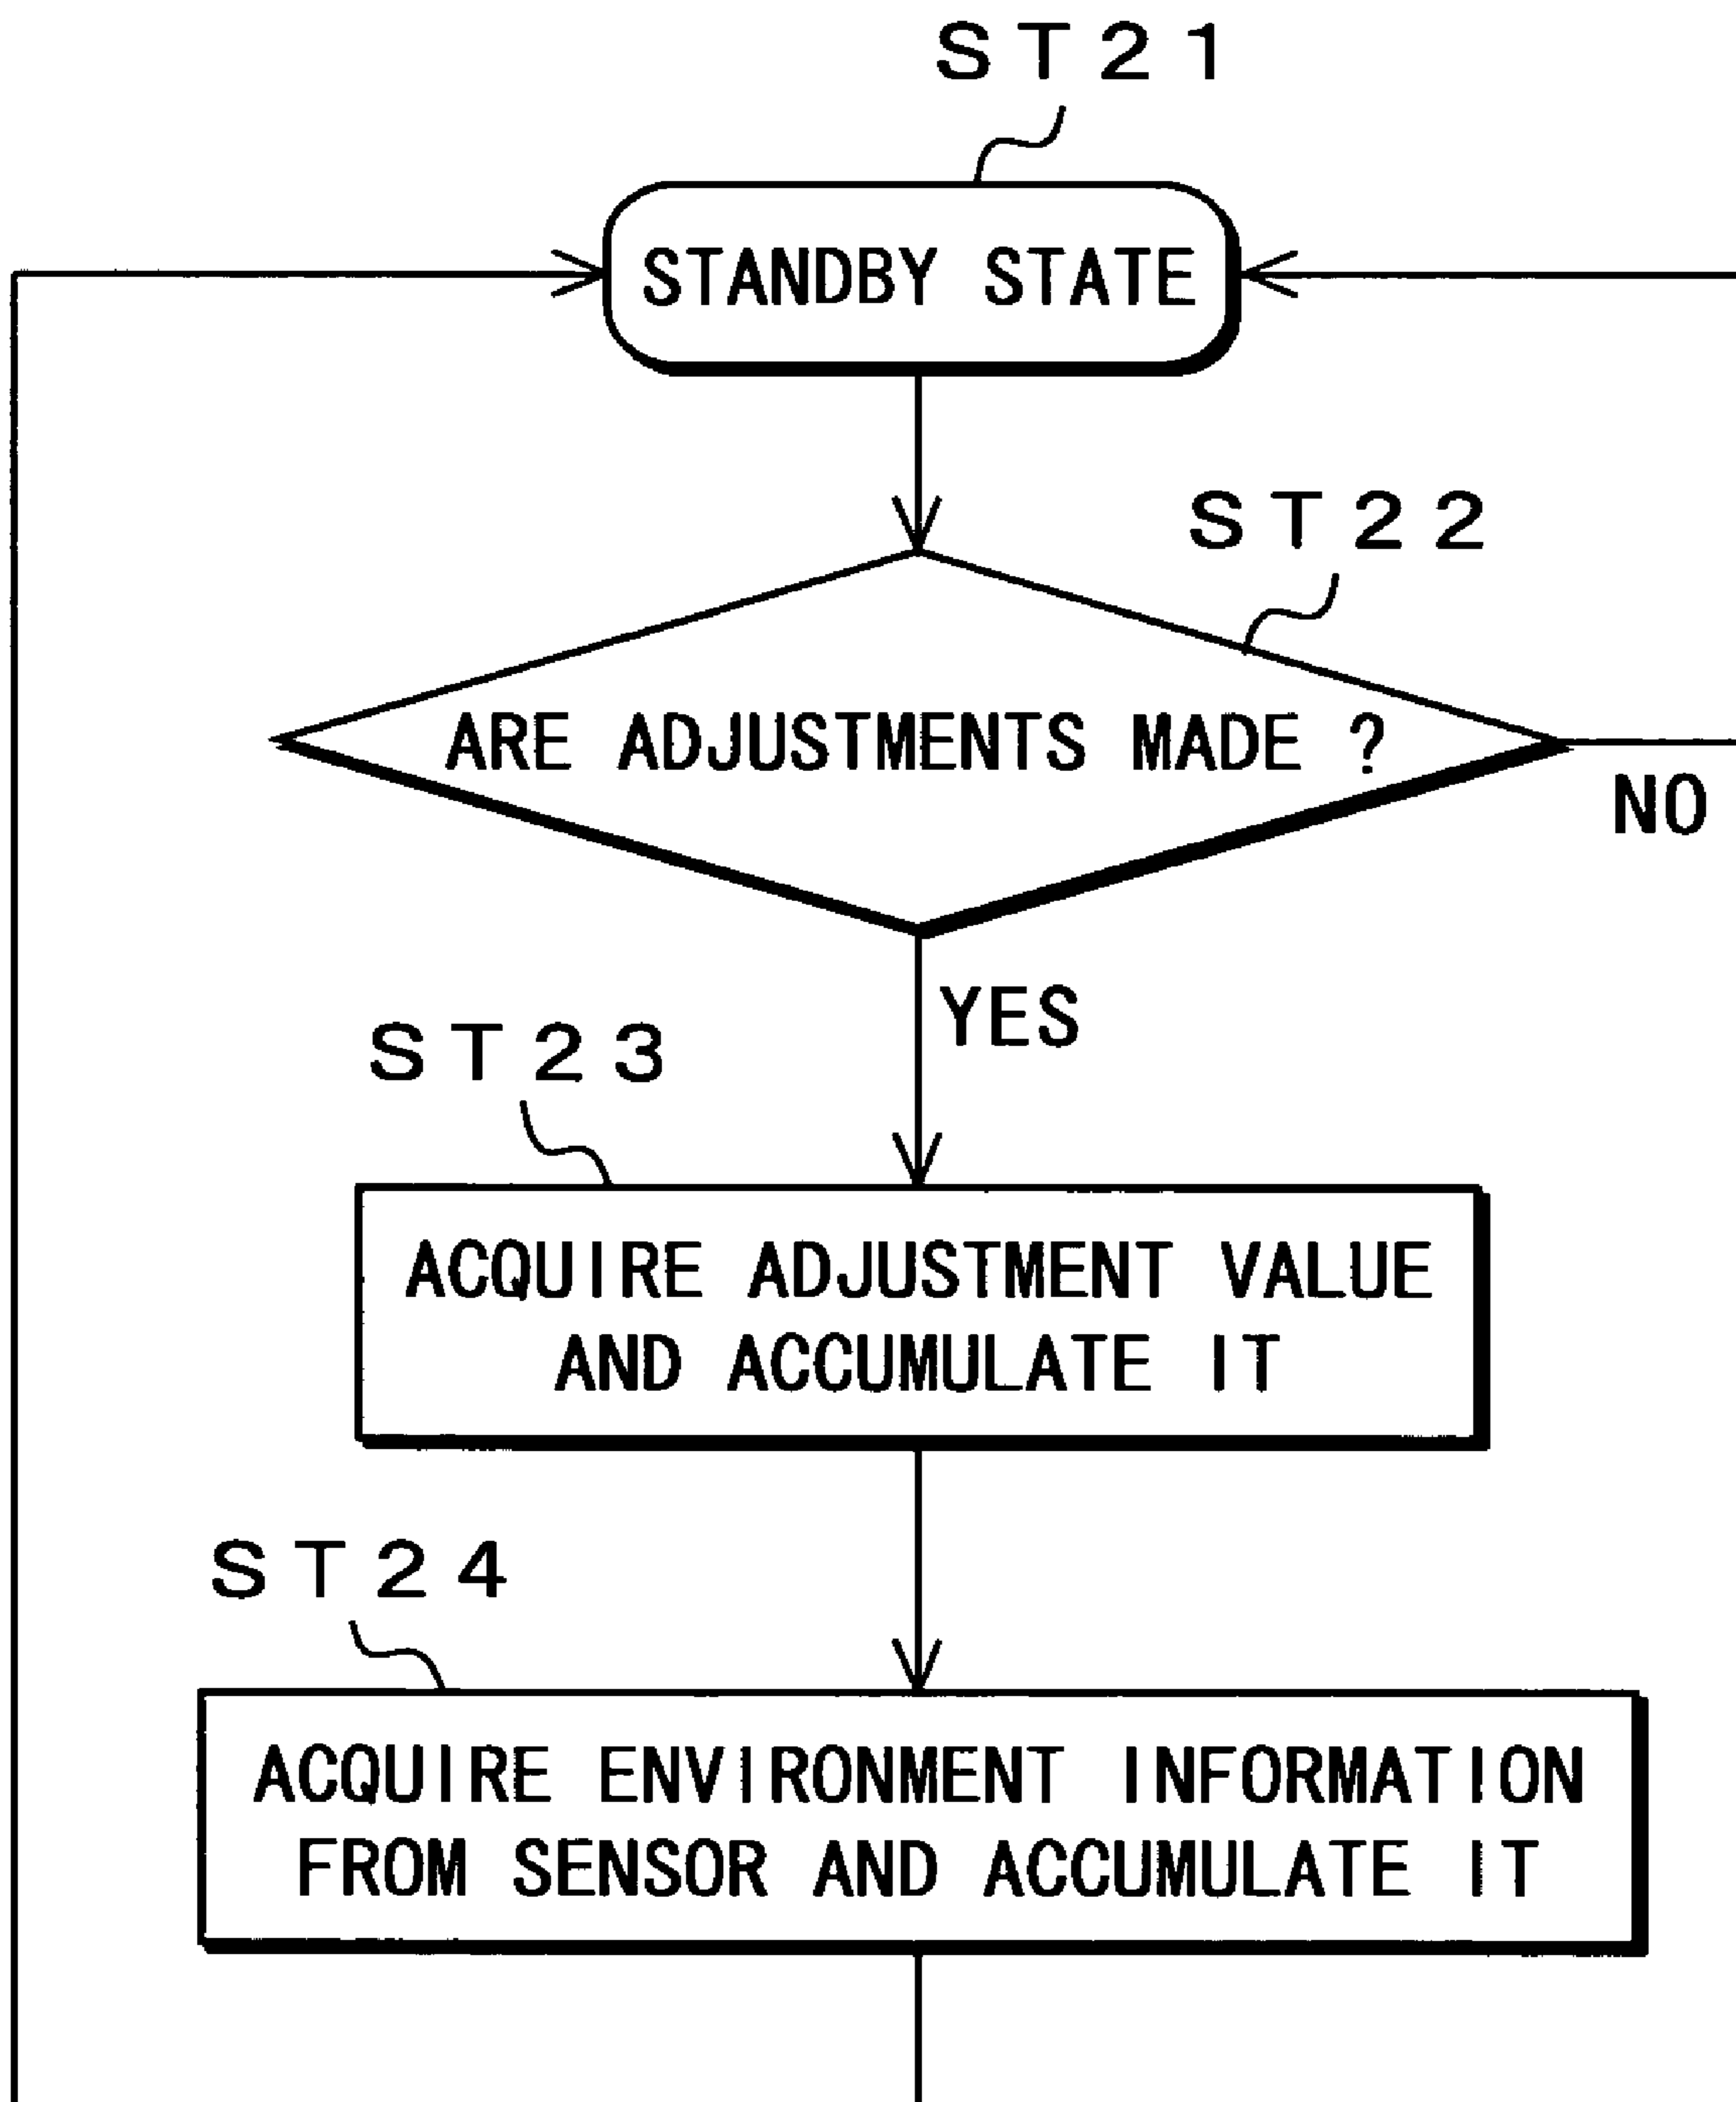 ST21
STANDBY STATE
ST22
ARE ADJUSTMENTS MADE ?
NO
YES
ST23
ACQUIRE ADJUSTMENT VALUE
AND ACCUMULATE IT
ST24
ACQUIRE ENVIRONMENT INFORMATION
FROM SENSOR AND ACCUMULATE IT